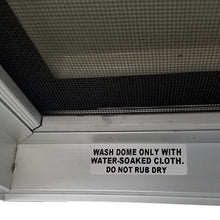 WASH DOME ONLY WITH
WATER-SOAKED CLOTH.
DO NOT RUB DRY